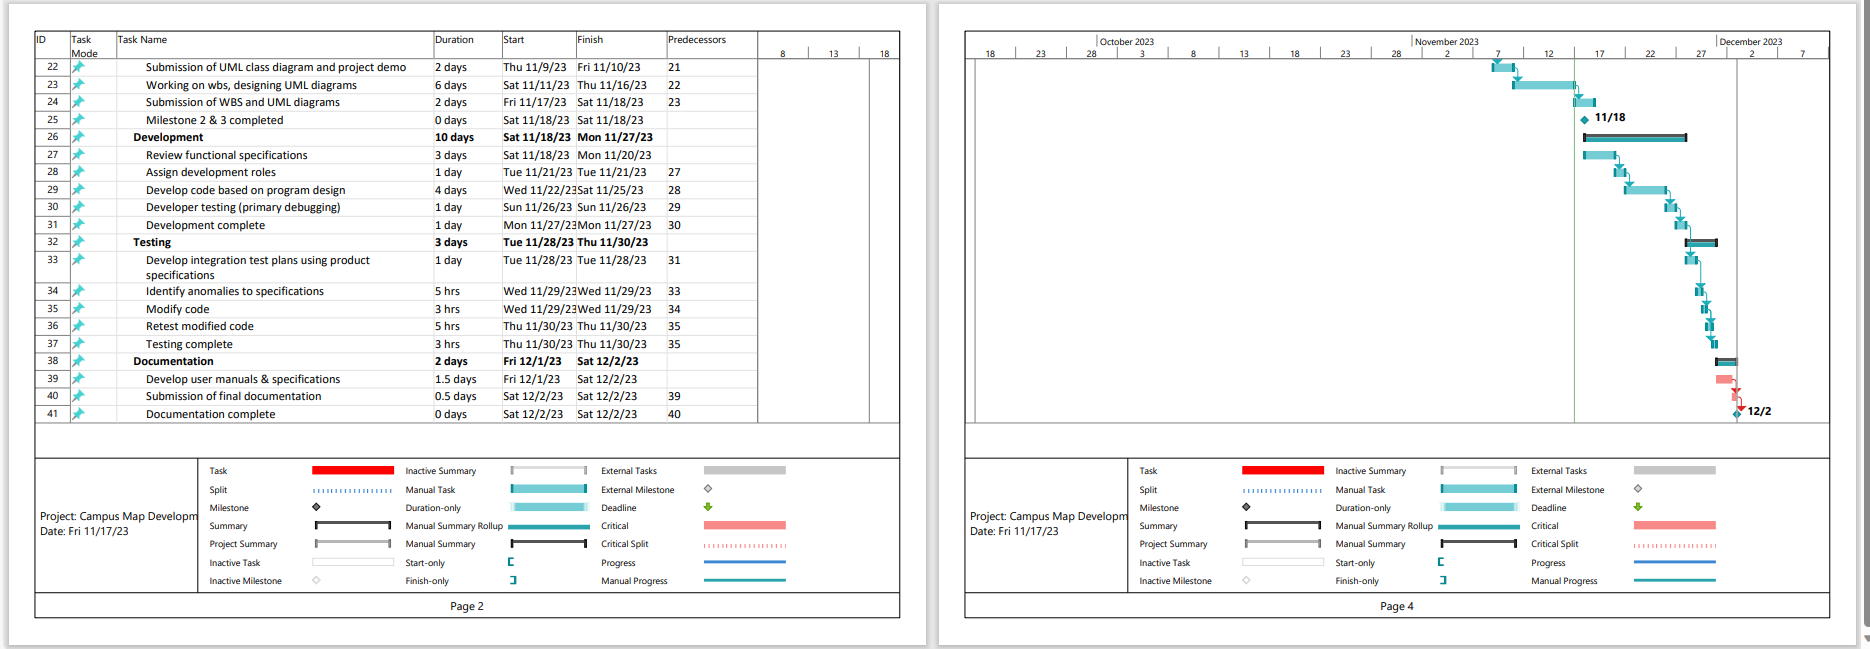 ID Task Mode Task Name Duration Start Finish Predecessors
8 13 18
22 Submission of UML class diagram and project demo 2 days Thu 11/9/23 Fri 11/10/23 21
23 Working on wbs, designing UML diagrams 6 days Sat 11/11/23 Thu 11/16/23 22
24 Submission of WBS and UML diagrams 2 days Fri 11/17/23 Sat 11/18/23 23
25 Milestone 2 & 3 completed 0 days Sat 11/18/23 Sat 11/18/23
26 Development 10 days Sat 11/18/23 Mon 11/27/23
27 Review functional specifications 3 days Sat 11/18/23 Mon 11/20/23
28 Assign development roles 1 day Tue 11/21/23 Tue 11/21/23 27
29 Develop code based on program design 4 days Wed 11/22/23 Sat 11/25/23 28
30 Developer testing (primary debugging) 1 day Sun 11/26/23 Sun 11/26/23 29
31 Development complete 1 day Mon 11/27/23 Mon 11/27/23 30
32 Testing 3 days Tue 11/28/23 Thu 11/30/23
33 Develop integration test plans using product 1 day Tue 11/28/23 Tue 11/28/23 31
specifications
34 Identify anomalies to specifications 5 hrs Wed 11/29/23 Wed 11/29/23 33
35 Modify code 3 hrs Wed 11/29/23 Wed 11/29/23 34
36 Retest modified code 5 hrs Thu 11/30/23 Thu 11/30/23 35
37 Testing complete 3 hrs Thu 11/30/23 Thu 11/30/23 35
38 Documentation 2 days Fri 12/1/23 Sat 12/2/23
39 Develop user manuals & specifications 1.5 days Fri 12/1/23 Sat 12/2/23
40 Submission of final documentation 0.5 days Sat 12/2/23 Sat 12/2/23 39
41 Documentation complete 0 days Sat 12/2/23 Sat 12/2/23 40
Project: Campus Map Developm
Date: Fri 11/17/23
Task Inactive Summary External Tasks
Split Manual Task External Milestone
Milestone Duration-only Deadline
Summary Manual Summary Rollup Critical
Project Summary Manual Summary Critical Split
Inactive Task Start-only Progress
Inactive Milestone Finish-only Manual Progress
Page 2
October 2023 November 2023 December 2023
18 23 28 3 8 13 18 23 28 2 7 12 17 22 27 2 7
11/18
12/2
Project: Campus Map Developm
Date: Fri 11/17/23
Task Inactive Summary External Tasks
Split Manual Task External Milestone
Milestone Duration-only Deadline
Summary Manual Summary Rollup Critical
Project Summary Manual Summary Critical Split
Inactive Task Start-only Progress
Inactive Milestone Finish-only Manual Progress
Page 4